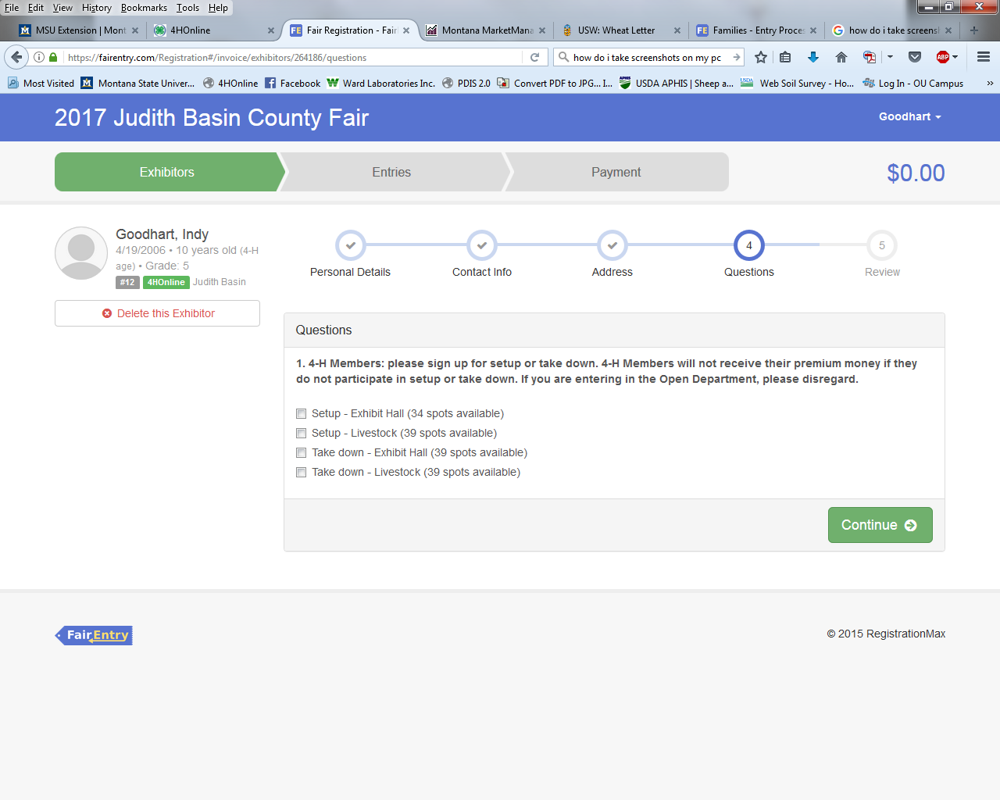 File Edit View History Bookmarks Tools Help
MSU Extension | Mont
4HOnline
Fair Registration - Fair
Montana MarketMana
USW: Wheat Letter
Families - Entry Proces
how do i take screensh
https://fairentry.com/Registration#/invoice/exhibitors/264186/questions
how do i take screenshots on my pc
ABP
Most Visited
Montana State Univer...
4HOnline
Facebook
Ward Laboratories Inc.
PDIS 2.0
Convert PDF to JPG... I...
USDA APHIS | Sheep a...
Web Soil Survey - Ho...
Log In - OU Campus
2017 Judith Basin County Fair
Goodhart
Exhibitors
Entries
Payment
$0.00
Goodhart, Indy
4/19/2006 • 10 years old (4-H
age) • Grade: 5
#12 4HOnline Judith Basin
Delete this Exhibitor
4
5
Personal Details
Contact Info
Address
Questions
Review
Questions
1. 4-H Members: please sign up for setup or take down. 4-H Members will not receive their premium money if they
do not participate in setup or take down. If you are entering in the Open Department, please disregard.
Setup - Exhibit Hall (34 spots available)
Setup - Livestock (39 spots available)
Take down - Exhibit Hall (39 spots available)
Take down - Livestock (39 spots available)
Continue
FairEntry
© 2015 RegistrationMax